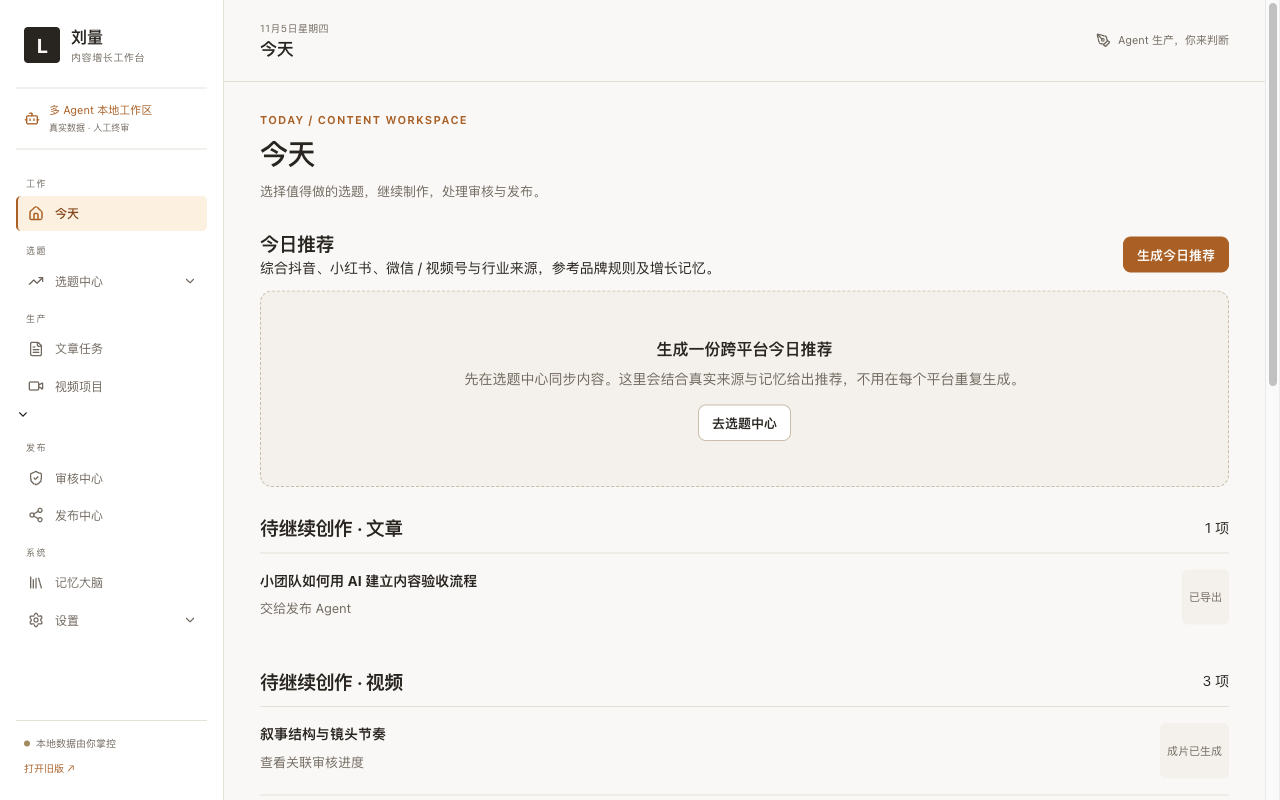 L
刘量
内容增长工作台
多 Agent 本地工作区
真实数据 · 人工终审
工作
今天
选题
选题中心
生产
文章任务
视频项目
发布
审核中心
发布中心
系统
记忆大脑
设置
本地数据由你掌控
打开旧版 ↗
11月5日星期四
今天
Agent 生产，你来判断
TODAY / CONTENT WORKSPACE
今天
选择值得做的选题，继续制作，处理审核与发布。
今日推荐
综合抖音、小红书、微信 / 视频号与行业来源，参考品牌规则及增长记忆。
生成今日推荐
生成一份跨平台今日推荐
先在选题中心同步内容。这里会结合真实来源与记忆给出推荐，不用在每个平台重复生成。
去选题中心
待继续创作 · 文章
1 项
小团队如何用 AI 建立内容验收流程
交给发布 Agent
已导出
待继续创作 · 视频
3 项
叙事结构与镜头节奏
查看关联审核进度
成片已生成